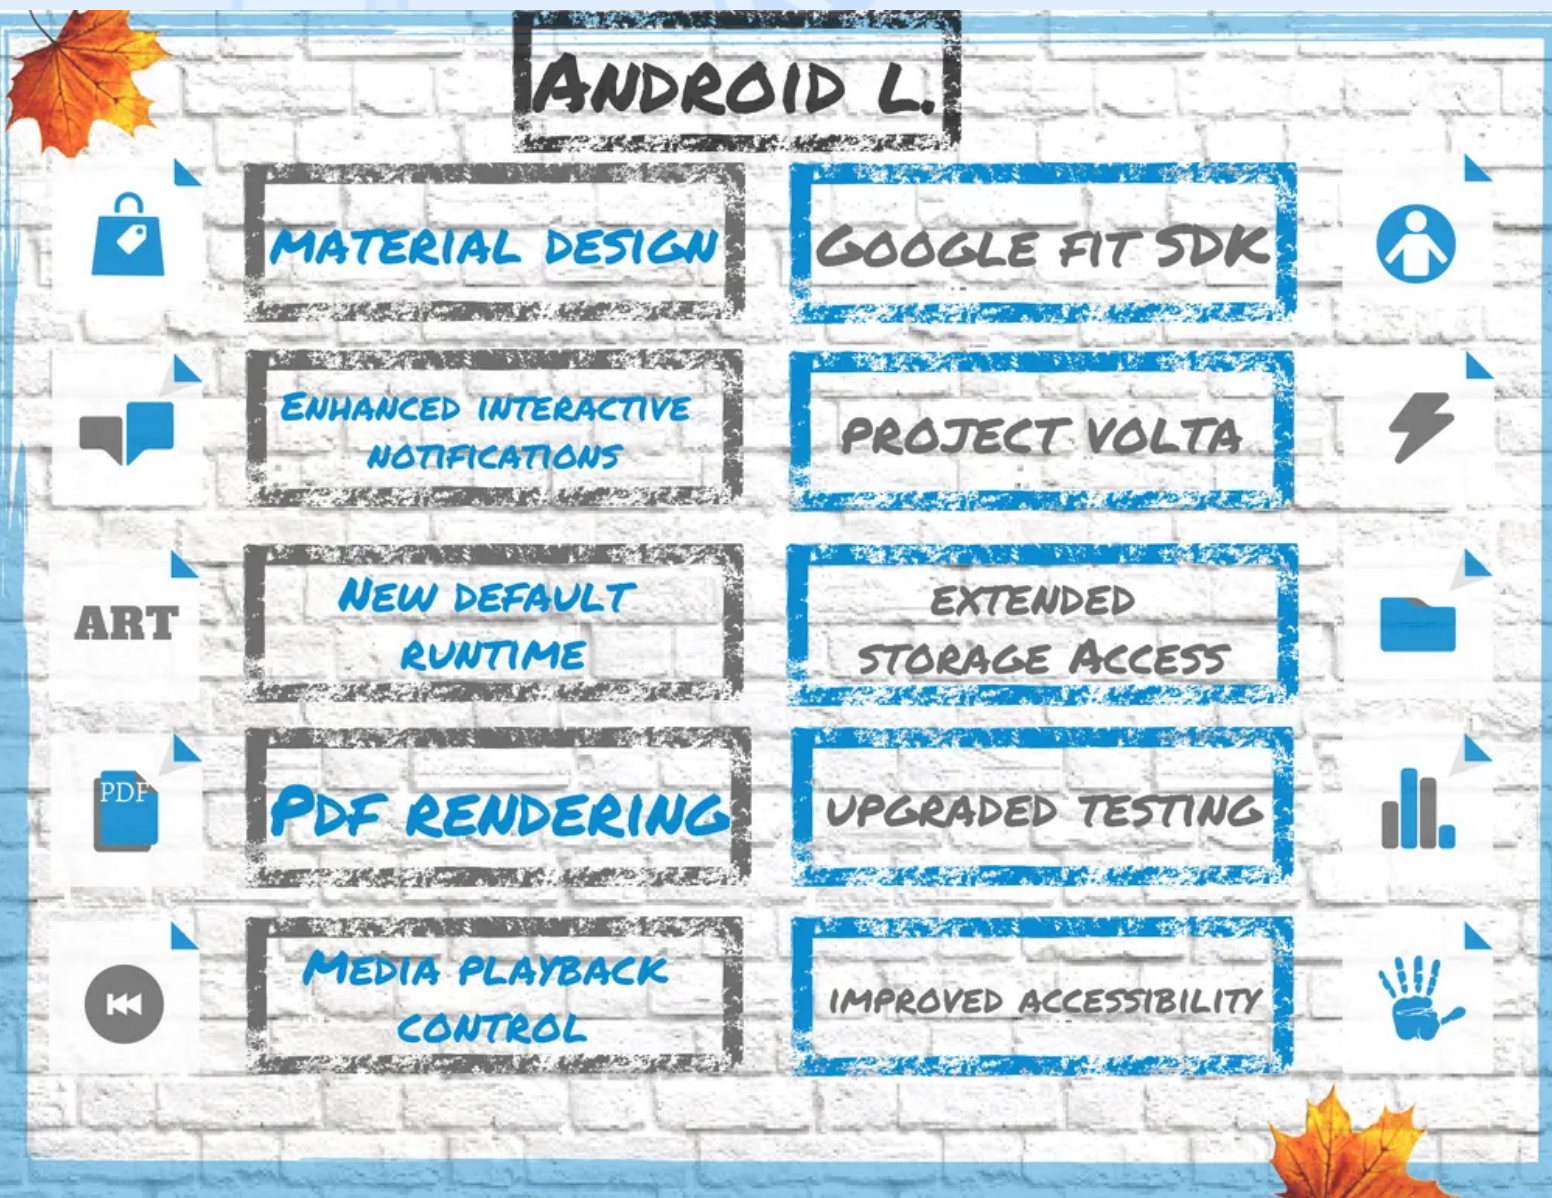 ANDROID L.
MATERIAL DESIGN
GOOGLE FIT SDK
ENHANCED INTERACTIVE
NOTIFICATIONS
PROJECT VOLTA
ART
NEW DEFAULT
RUNTIME
EXTENDED
STORAGE ACCESS
PDF
PDF RENDERING
UPGRADED TESTING
MEDIA PLAYBACK
CONTROL
IMPROVED ACCESSIBILITY